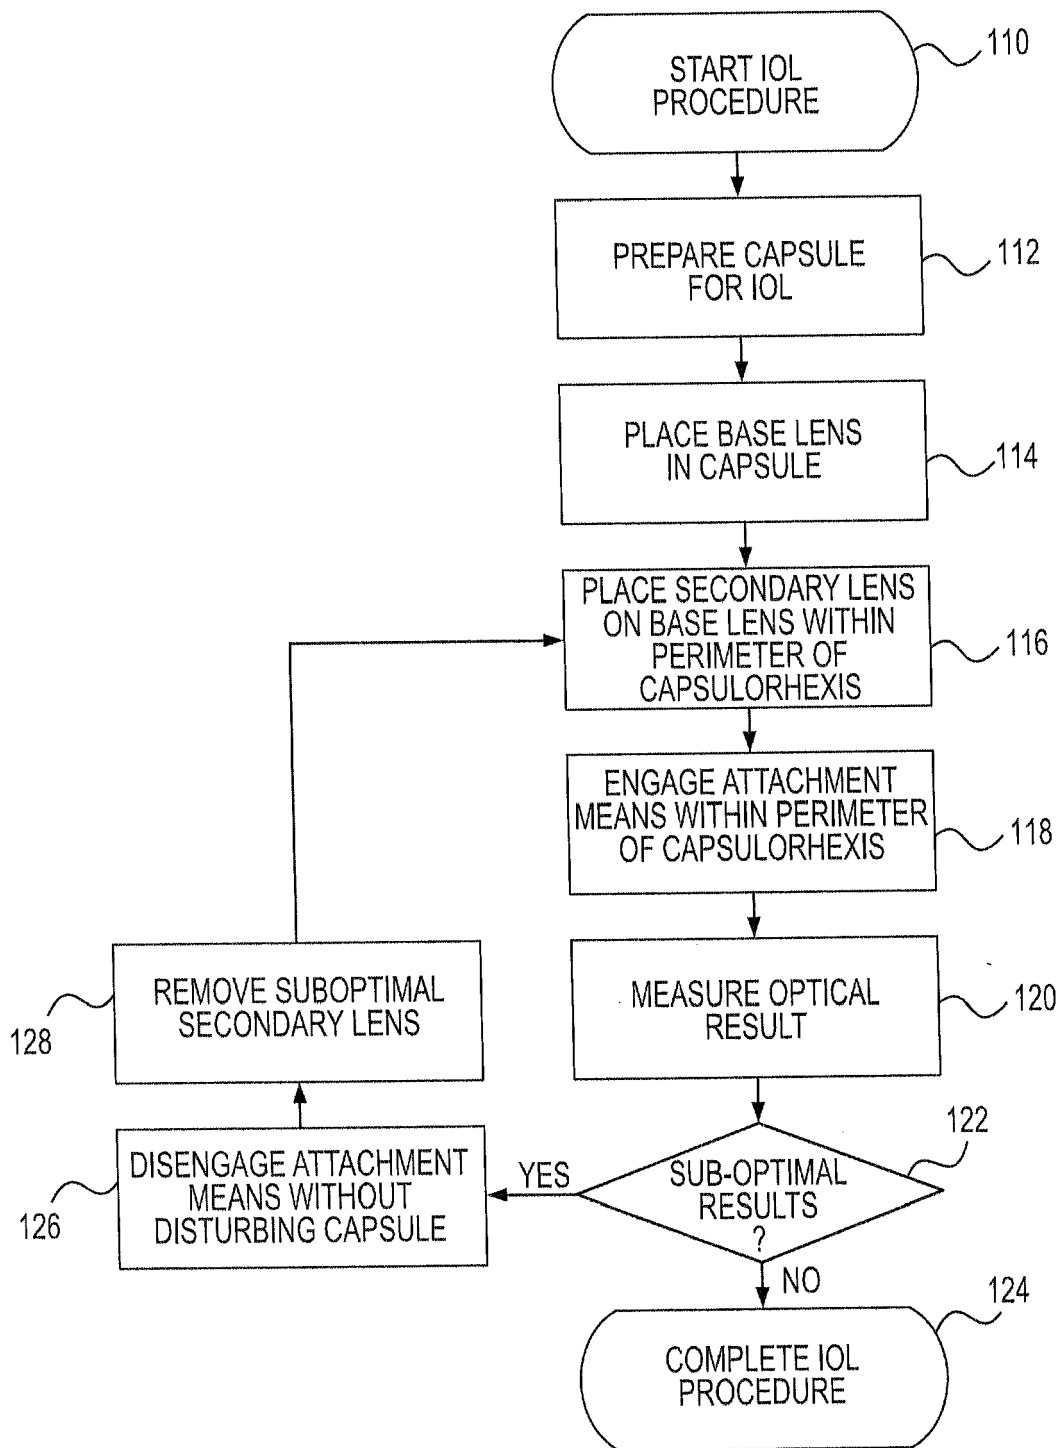 START IOL
PROCEDURE
110
PREPARE CAPSULE
FOR IOL
112
PLACE BASE LENS
IN CAPSULE
114
PLACE SECONDARY LENS
ON BASE LENS WITHIN
PERIMETER OF
CAPSULORHEXIS
116
ENGAGE ATTACHMENT
MEANS WITHIN PERIMETER
OF CAPSULORHEXIS
118
MEASURE OPTICAL
RESULT
120
SUB-OPTIMAL
RESULTS
?
122
YES
NO
DISENGAGE ATTACHMENT
MEANS WITHOUT
DISTURBING CAPSULE
126
REMOVE SUBOPTIMAL
SECONDARY LENS
128
COMPLETE IOL
PROCEDURE
124